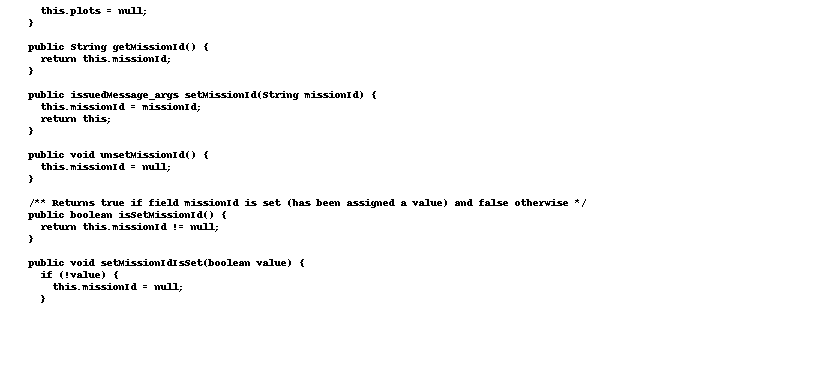 this.plots = null;
}
public String getMissionId() {
return this.missionId;
}
public issuedMessage_args setMissionId(String missionId) {
this.missionId = missionId;
return this;
}
public void unsetMissionId() {
this.missionId = null;
}
/** Returns true if field missionId is set (has been assigned a value) and false otherwise */
public boolean isSetMissionId() {
return this.missionId != null;
}
public void setMissionIdIsSet(boolean value) {
if (!value) {
this.missionId = null;
}